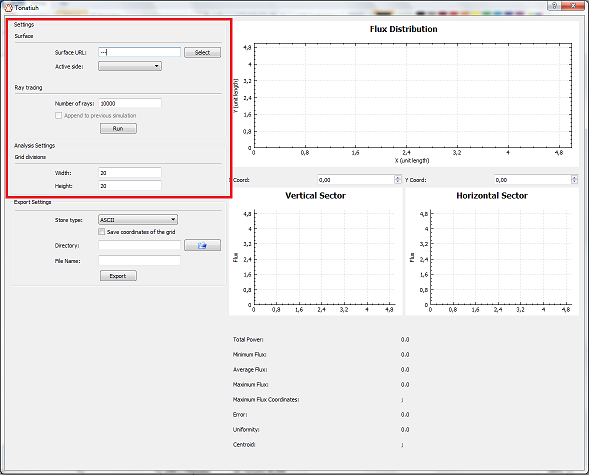 Tonatiuh
Settings
Surface
Surface URL: --- Select
Active side:
Ray tracing
Number of rays: 10000
Append to previous simulation
Run
Analysis Settings
Grid divisions
Width: 20
Height: 20
Export Settings
Store type: ASCII
Save coordinates of the grid
Directory:
File Name:
Export
Flux Distribution
Y (unit length)
4,8
4
3,2
2,4
1,6
0,8
0
0 0,8 1,6 2,4 3,2 4 4,8
X (unit length)
Coord: 0,00 Y Coord: 0,00
Vertical Sector
Flux
4,8
4
3,2
2,4
1,6
0,8
0
0 0,8 1,6 2,4 3,2 4 4,8
Horizontal Sector
Flux
4,8
4
3,2
2,4
1,6
0,8
0
0 0,8 1,6 2,4 3,2 4 4,8
Total Power: 0.0
Minimum Flux: 0.0
Average Flux: 0.0
Maximum Flux: 0.0
Maximum Flux Coordinates: ;
Error: 0.0
Uniformity: 0.0
Centroid: ;